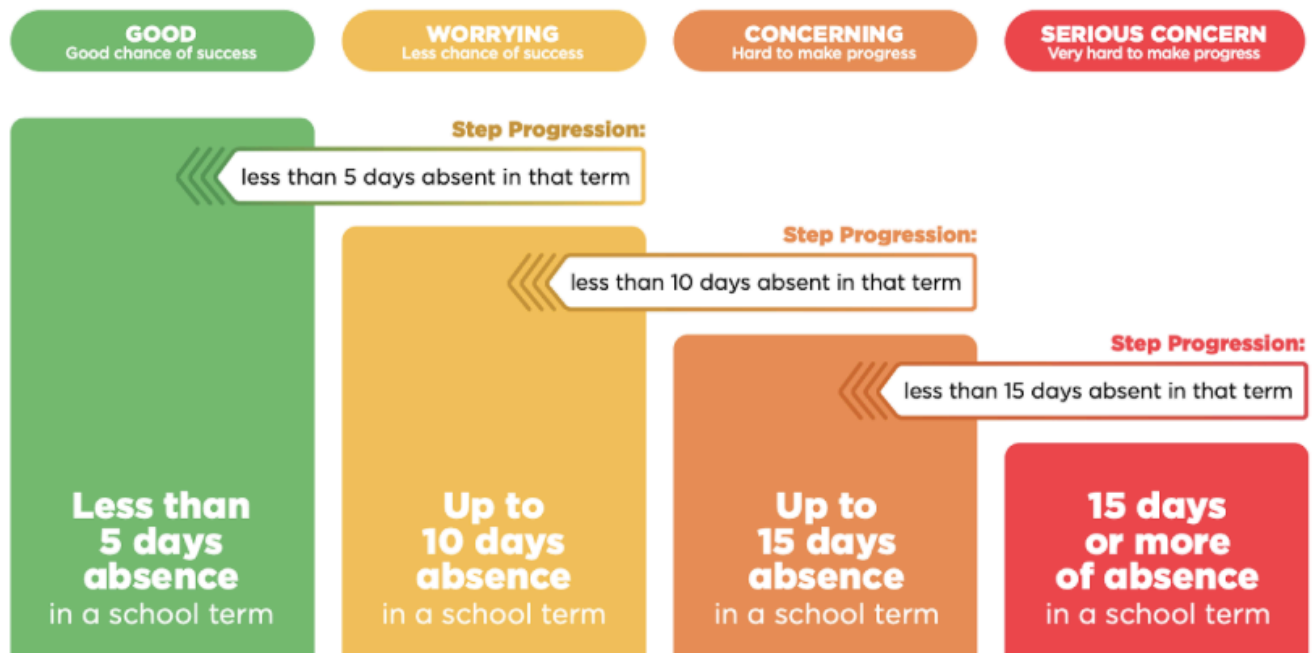 GOOD
Good chance of success
WORRYING
Less chance of success
CONCERNING
Hard to make progress
SERIOUS CONCERN
Very hard to make progress
Step Progression:
less than 5 days absent in that term
Step Progression:
less than 10 days absent in that term
Step Progression:
less than 15 days absent in that term
Less than
5 days
absence
in a school term
Up to
10 days
absence
in a school term
Up to
15 days
absence
in a school term
15 days
or more
of absence
in a school term